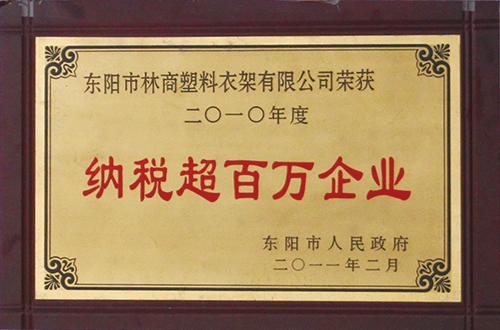 东阳市林商塑料衣架有限公司荣获
二〇一〇年度
纳税超百万企业
东阳市人民政府
二〇一一年二月